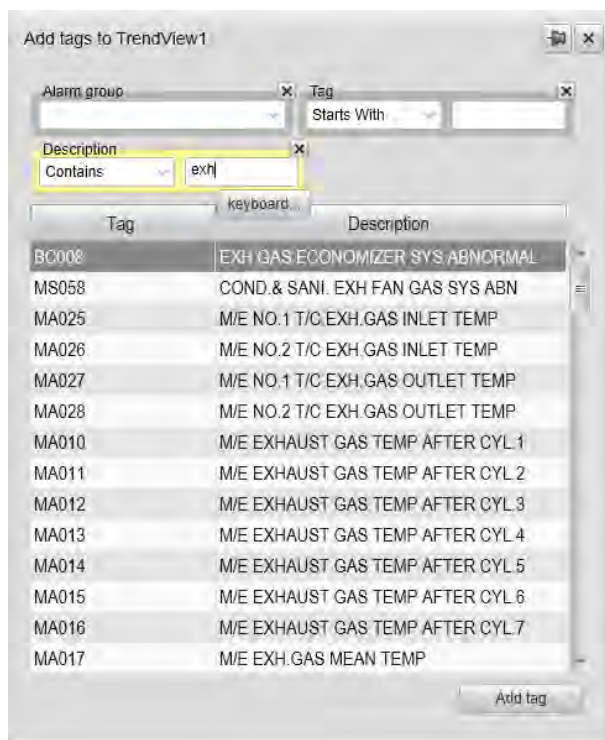 Add tags to TrendView1
Alarm group
Tag
Starts With
Description
Contains exh
keyboard...
Tag Description
BC008 EXH GAS ECONOMIZER SYS ABNORMAL
MS058 COND.& SANI. EXH FAN GAS SYS ABN
MA025 M/E NO.1 T/C EXH.GAS INLET TEMP
MA026 M/E NO.2 T/C EXH.GAS INLET TEMP
MA027 M/E NO.1 T/C EXH.GAS OUTLET TEMP
MA028 M/E NO.2 T/C EXH.GAS OUTLET TEMP
MA010 M/E EXHAUST GAS TEMP AFTER CYL.1
MA011 M/E EXHAUST GAS TEMP AFTER CYL.2
MA012 M/E EXHAUST GAS TEMP AFTER CYL.3
MA013 M/E EXHAUST GAS TEMP AFTER CYL.4
MA014 M/E EXHAUST GAS TEMP AFTER CYL.5
MA015 M/E EXHAUST GAS TEMP AFTER CYL.6
MA016 M/E EXHAUST GAS TEMP AFTER CYL.7
MA017 M/E EXH.GAS MEAN TEMP
Add tag